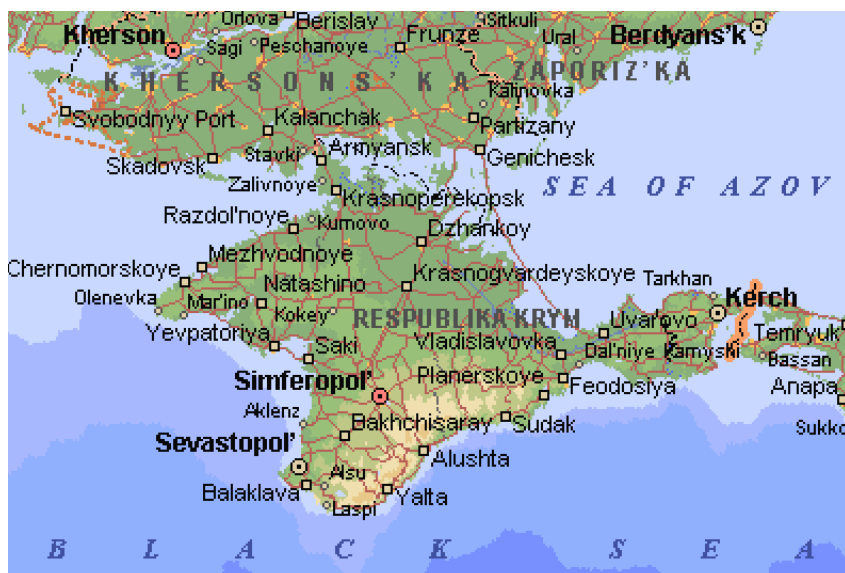 Orlova
Berislav
Sitkuli
Kherson
Frunze
Ural
Berdyans'k
Sagi
Peschanoye
KHERSONS'KA
ZAPORIZ'KA
Kalinovka
Svobodnyy Port
Kalanchak
Partizany
Stavki
Armyansk
Genichesk
Skadovsk
Zalivnoye
Krasnoperekopsk
SEA OF AZOV
Razdol'noye
Kumovo
Dzhankoy
Mezhvodnoye
Chernomorskoye
Natashino
Krasnogvardeyskoye
Tarkhan
Olenevka
Mar'ino
Kokey
RESPUBLIKA KRYM
Uvarovo
Kerch
Yevpatoriya
Vladislavovka
Temryuk
Saki
Dal'niye Kamyshi
Bassan
Simferopol'
Planerskoye
Feodosiya
Anapa
Aklenz
Bakhchisaray
Sudak
Sukko
Sevastopol'
Alushta
Balaklava
Alsu
Yalta
Laspi
BLACK SEA